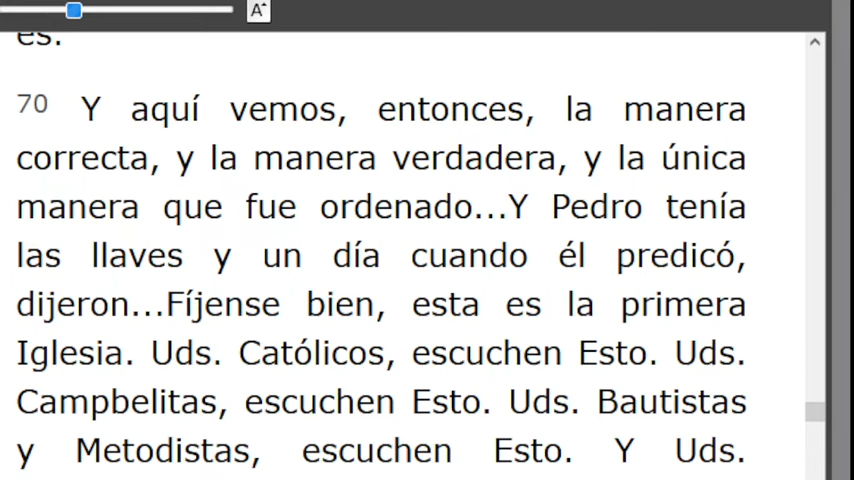 A
es.
70 Y aquí vemos, entonces, la manera
correcta, y la manera verdadera, y la única
manera que fue ordenado...Y Pedro tenía
las llaves y un día cuando él predicó,
dijeron...Fíjense bien, esta es la primera
Iglesia. Uds. Católicos, escuchen Esto. Uds.
Campbelitas, escuchen Esto. Uds. Bautistas
y Metodistas, escuchen Esto. Y Uds.